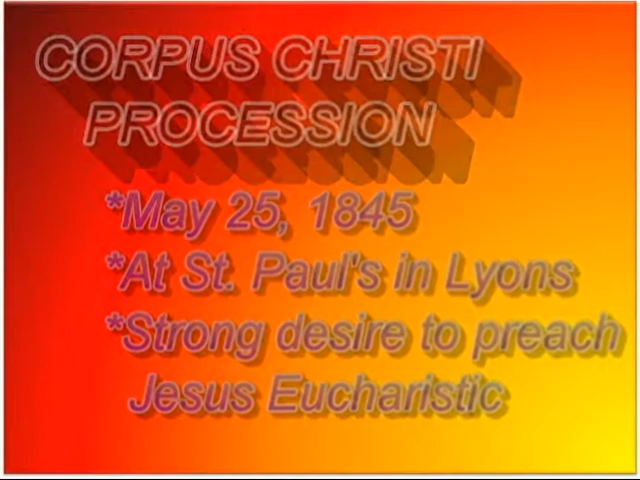 CORPUS CHRISTI
PROCESSION
*May 25, 1845
*At St. Paul's in Lyons
*Strong desire to preach
Jesus Eucharistic